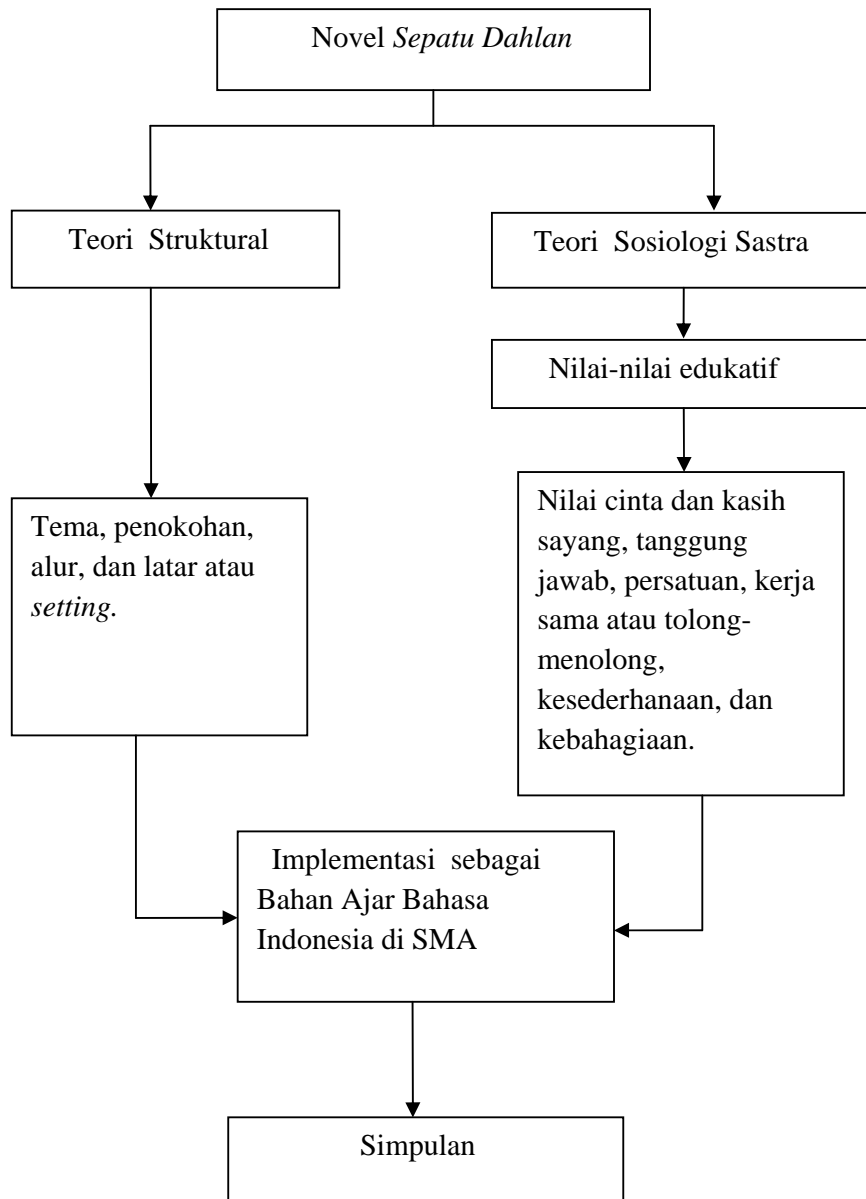 Novel Sepatu Dahlan
Teori Struktural
Teori Sosiologi Sastra
Nilai-nilai edukatif
Tema, penokohan,
alur, dan latar atau
setting.
Nilai cinta dan kasih
sayang, tanggung
jawab, persatuan, kerja
sama atau tolong-
menolong,
kesederhanaan, dan
kebahagiaan.
Implementasi sebagai
Bahan Ajar Bahasa
Indonesia di SMA
Simpulan